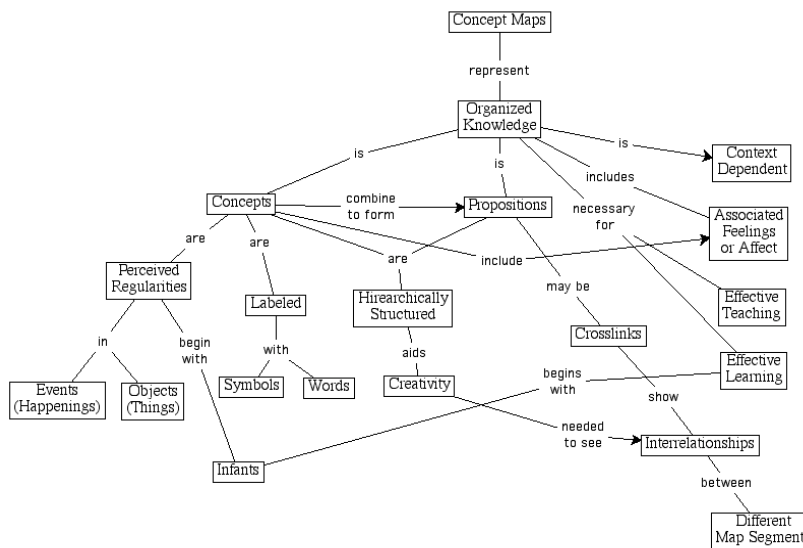 Concept Maps
represent
Organized
Knowledge
is
is
is
includes
Context
Dependent
Concepts
combine
to form
Propositions
necessary
for
Associated
Feelings
or Affect
are
are
are
include
Perceived
Regularities
Labeled
Hirearchically
Structured
may be
Effective
Teaching
in
begin
with
with
aids
Crosslinks
Events
(Happenings)
Objects
(Things)
Symbols
Words
Creativity
begins
with
Effective
Learning
show
needed
to see
Infants
Interrelationships
between
Different
Map Segment